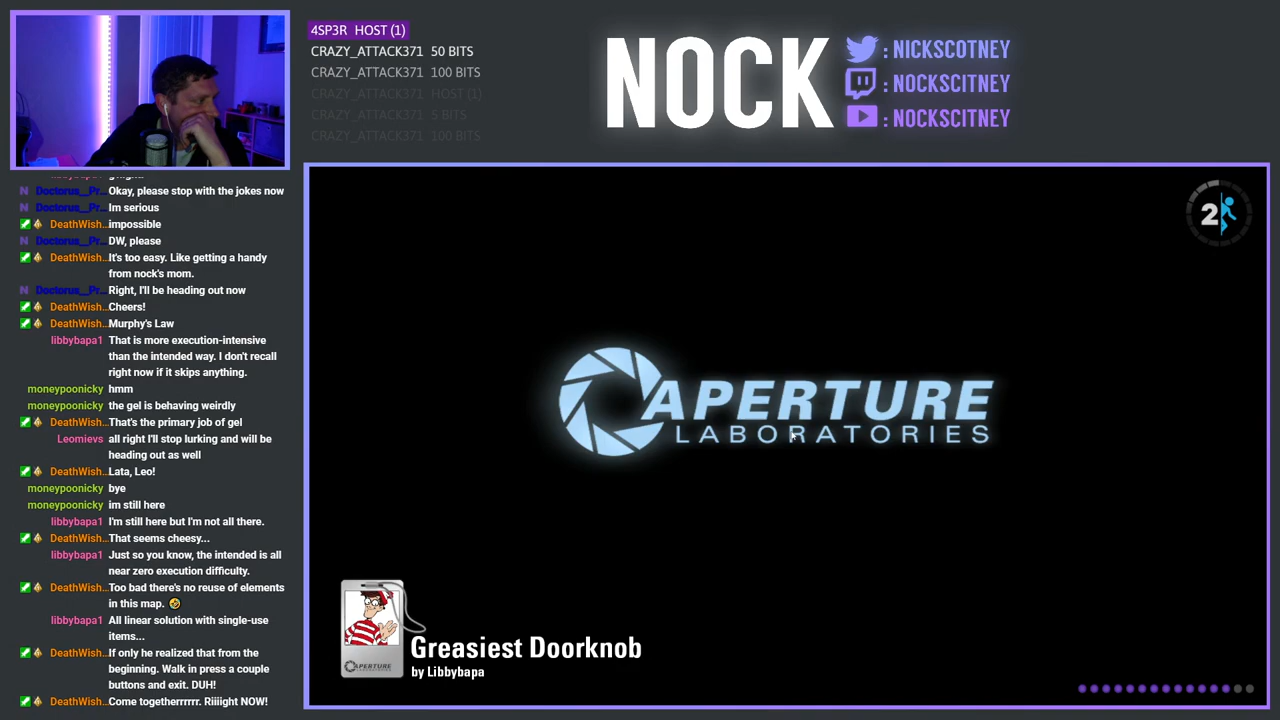 4SP3R HOST (1)
CRAZY_ATTACK371 50 BITS
CRAZY_ATTACK371 100 BITS
CRAZY_ATTACK371 HOST (1)
CRAZY_ATTACK371 5 BITS
CRAZY_ATTACK371 100 BITS
NOCK
: NICKSCOTNEY
: NOCKSCITNEY
: NOCKSCITNEY
N Doctorus__Pr... Okay, please stop with the jokes now
N Doctorus__Pr... Im serious
DeathWish... impossible
N Doctorus__Pr... DW, please
DeathWish... It's too easy. Like getting a handy
from nock's mom.
N Doctorus__Pr... Right, I'll be heading out now
DeathWish... Cheers!
DeathWish... Murphy's Law
libbybapa1 That is more execution-intensive
than the intended way. I don't recall
right now if it skips anything.
moneypoonicky hmm
moneypoonicky the gel is behaving weirdly
DeathWish... That's the primary job of gel
Leomievs all right I'll stop lurking and will be
heading out as well
DeathWish... Lata, Leo!
moneypoonicky bye
moneypoonicky im still here
libbybapa1 I'm still here but I'm not all there.
DeathWish... That seems cheesy...
libbybapa1 Just so you know, the intended is all
near zero execution difficulty.
DeathWish... Too bad there's no reuse of elements
in this map. 🤣
libbybapa1 All linear solution with single-use
items...
DeathWish... If only he realized that from the
beginning. Walk in press a couple
buttons and exit. DUH!
DeathWish... Come togetherrrrr. Riiiight NOW!
2
APERTURE
LABORATORIES
APERTURE
Greasiest Doorknob
by Libbybapa